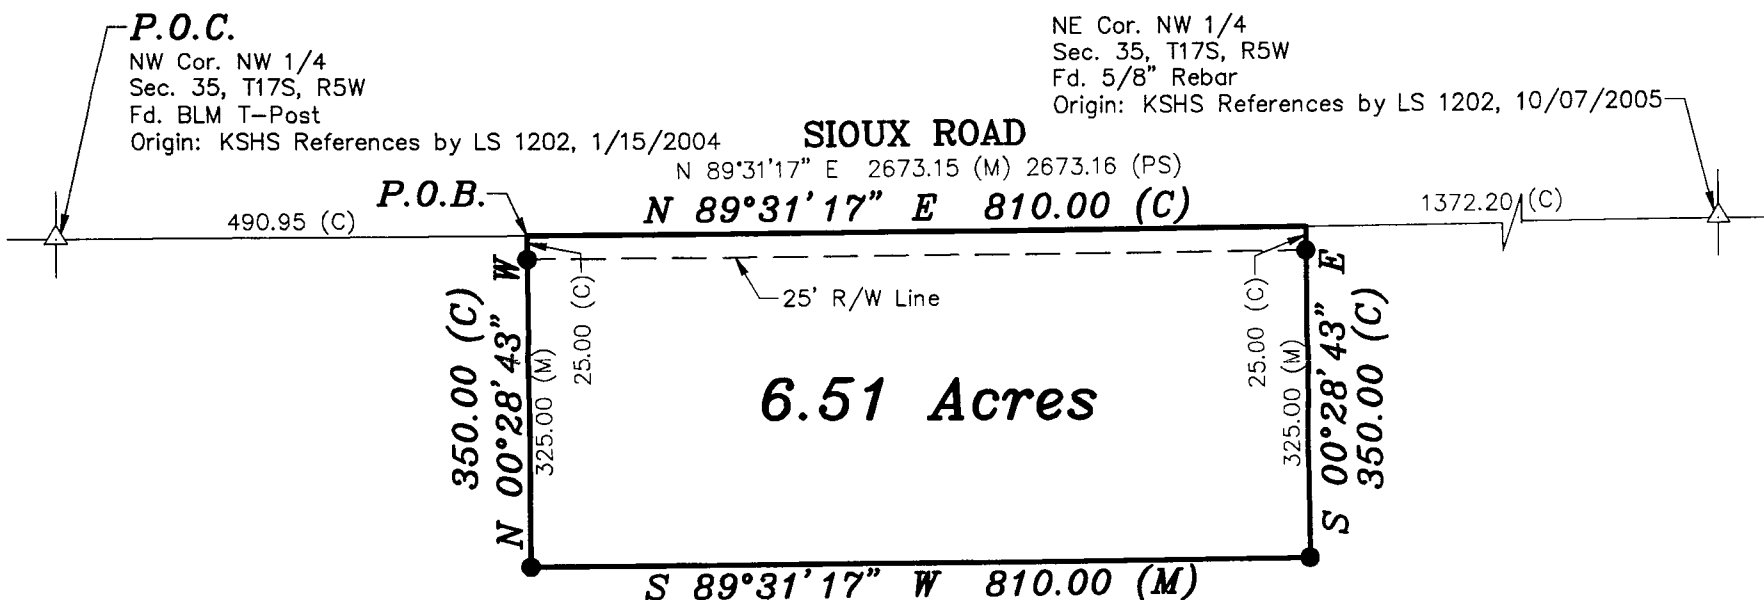 P.O.C.
NW Cor. NW 1/4
Sec. 35, T17S, R5W
Fd. BLM T-Post
Origin: KSHS References by LS 1202, 1/15/2004
NE Cor. NW 1/4
Sec. 35, T17S, R5W
Fd. 5/8" Rebar
Origin: KSHS References by LS 1202, 10/07/2005
SIOUX ROAD
N 89°31'17" E 2673.15 (M) 2673.16 (PS)
P.O.B.
N 89°31'17" E 810.00 (C)
490.95 (C)
1372.20 (C)
25' R/W Line
350.00 (C)
N 00°28'43" W
325.00 (M)
25.00 (C)
6.51 Acres
25.00 (C)
325.00 (M)
S 00°28'43" E
350.00 (C)
S 89°31'17" W 810.00 (M)